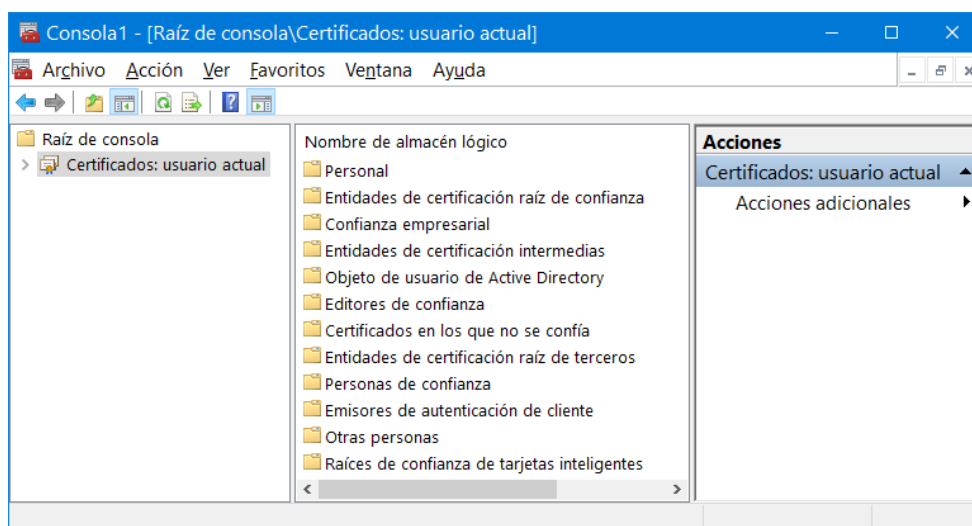 Consola1 - [Raíz de consola\Certificados: usuario actual]
Archivo Acción Ver Favoritos Ventana Ayuda
Raíz de consola
Certificados: usuario actual
Nombre de almacén lógico
Personal
Entidades de certificación raíz de confianza
Confianza empresarial
Entidades de certificación intermedias
Objeto de usuario de Active Directory
Editores de confianza
Certificados en los que no se confía
Entidades de certificación raíz de terceros
Personas de confianza
Emisores de autenticación de cliente
Otras personas
Raíces de confianza de tarjetas inteligentes
Acciones
Certificados: usuario actual
Acciones adicionales